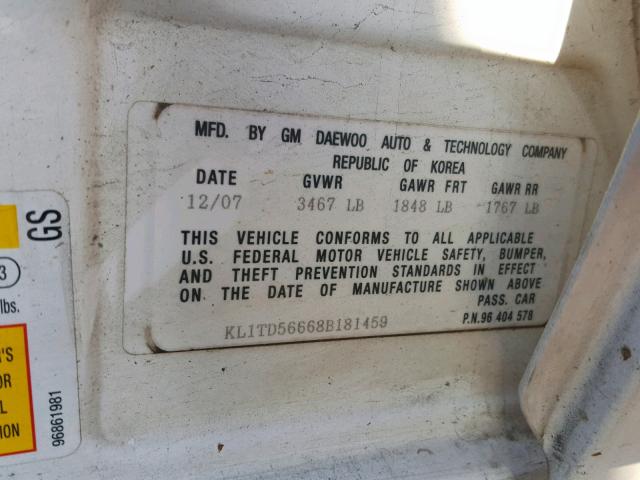 MFD. BY GM DAEWOO AUTO & TECHNOLOGY COMPANY
REPUBLIC OF KOREA
DATE GVWR GAWR FRT GAWR RR
12/07 3467 LB 1848 LB 1767 LB
THIS VEHICLE CONFORMS TO ALL APPLICABLE
U.S. FEDERAL MOTOR VEHICLE SAFETY, BUMPER,
AND THEFT PREVENTION STANDARDS IN EFFECT
ON THE DATE OF MANUFACTURE SHOWN ABOVE
PASS. CAR
KL1TD56668B181459
P.N.96 404 578
GS
3
lbs.
R'S
OR
L
ION
96861981